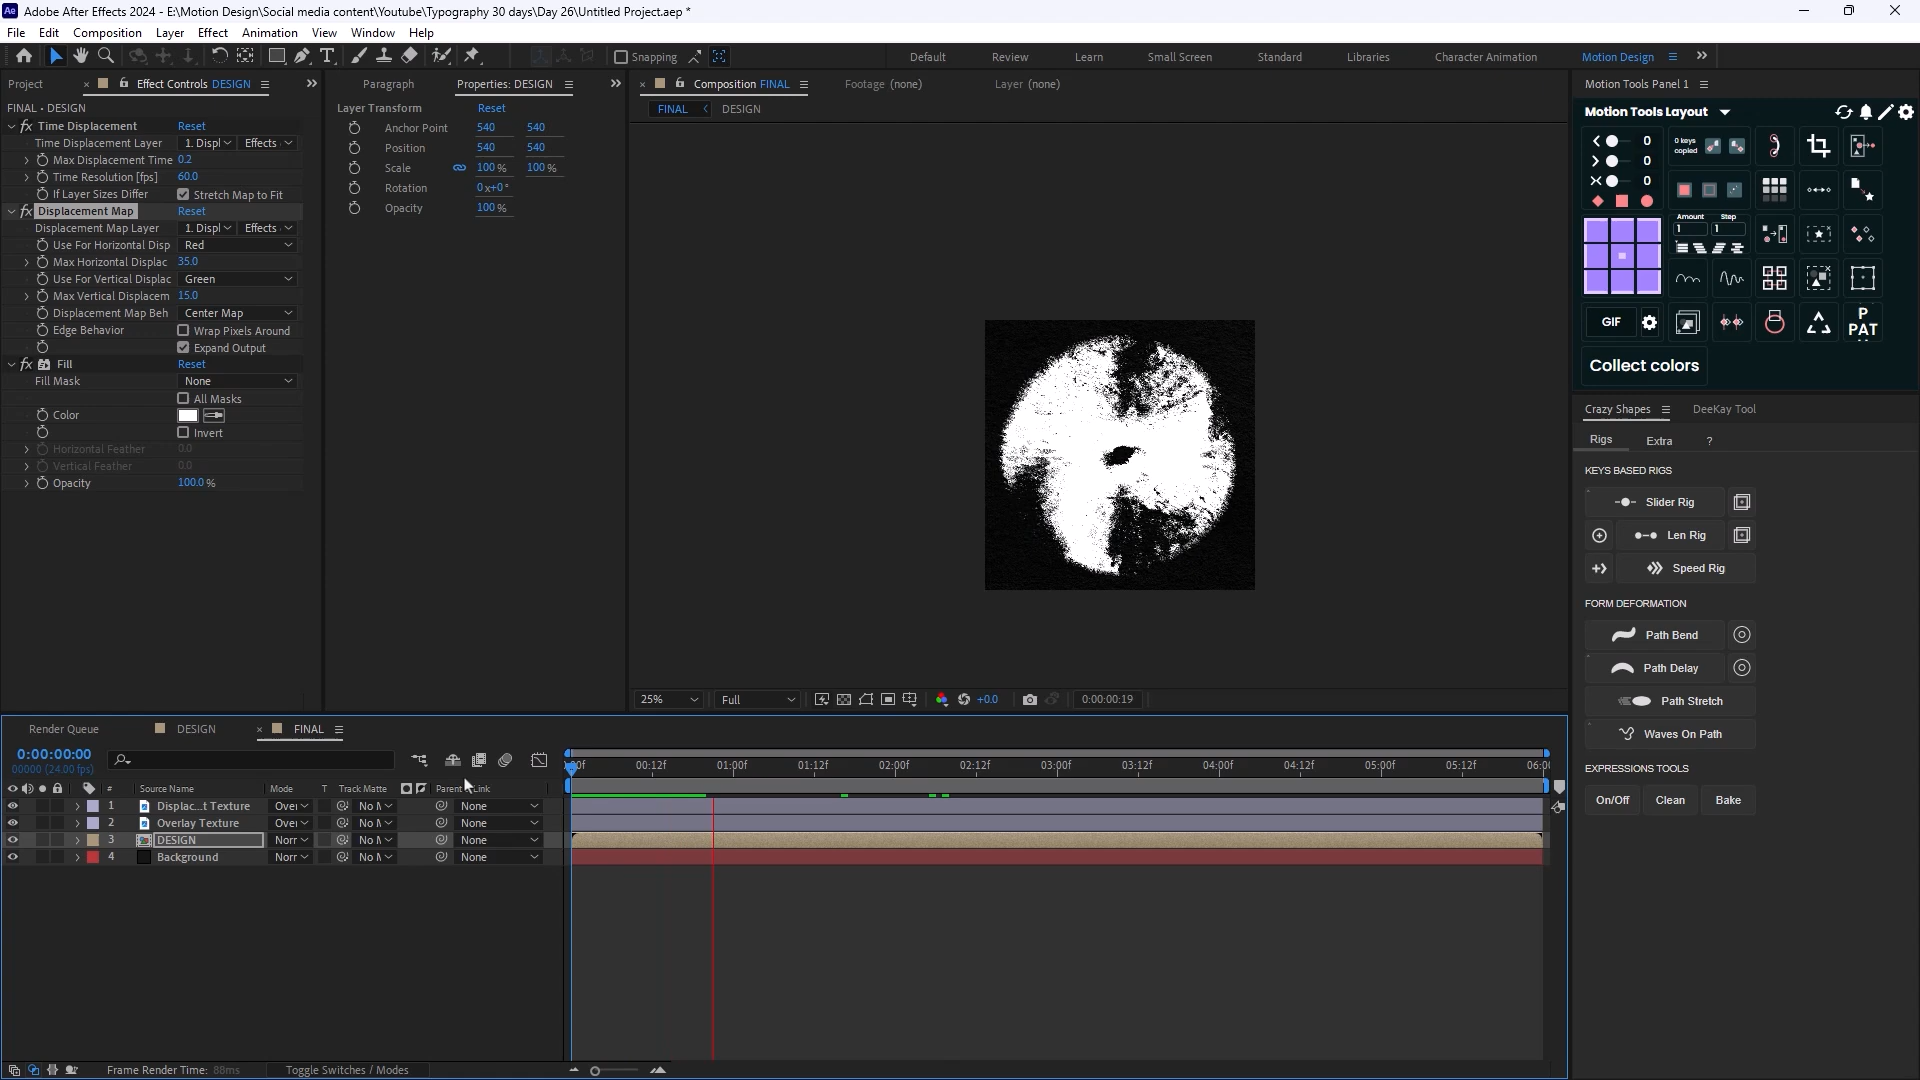 Adobe After Effects 2024 - E:\Motion Design\Social media content\Youtube\Typography 30 days\Day 26\Untitled Project.aep *
File Edit Composition Layer Effect Animation View Window Help
Snapping
Default Review Learn Small Screen Standard Libraries Character Animation Motion Design
Project
Effect Controls DESIGN
FINAL • DESIGN
fx Time Displacement Reset
Time Displacement Layer 1. Displ Effects
Max Displacement Time 0.2
Time Resolution [fps] 60.0
If Layer Sizes Differ Stretch Map to Fit
fx Displacement Map Reset
Displacement Map Layer 1. Displ Effects
Use For Horizontal Disp Red
Max Horizontal Displac 35.0
Use For Vertical Displac Green
Max Vertical Displacem 15.0
Displacement Map Beh Center Map
Edge Behavior Wrap Pixels Around
Expand Output
fx Fill Reset
Fill Mask None
All Masks
Color
Invert
Horizontal Feather 0.0
Vertical Feather 0.0
Opacity 100.0 %
Paragraph
Properties: DESIGN
Layer Transform Reset
Anchor Point 540 540
Position 540 540
Scale 100 % 100 %
Rotation 0x+0°
Opacity 100 %
Composition FINAL
Footage (none)
Layer (none)
FINAL DESIGN
25% Full +0.0 0:00:00:19
Motion Tools Panel 1
Motion Tools Layout
0
0
0
0 keys
copied
Amount Step
1 1
GIF
P
PAT
Collect colors
Crazy Shapes DeeKay Tool
Rigs Extra ?
KEYS BASED RIGS
Slider Rig
Len Rig
Speed Rig
FORM DEFORMATION
Path Bend
Path Delay
Path Stretch
Waves On Path
EXPRESSIONS TOOLS
On/Off Clean Bake
Render Queue DESIGN FINAL
0:00:00:00
00000 (24.00 fps)
00:12f 01:00f 01:12f 02:00f 02:12f 03:00f 03:12f 04:00f 04:12f 05:00f 05:12f
# Source Name Mode T Track Matte Parent Link
1 Displac...t Texture None
2 Overlay Texture None
3 DESIGN None
4 Background None
Frame Render Time: 88ms Toggle Switches / Modes